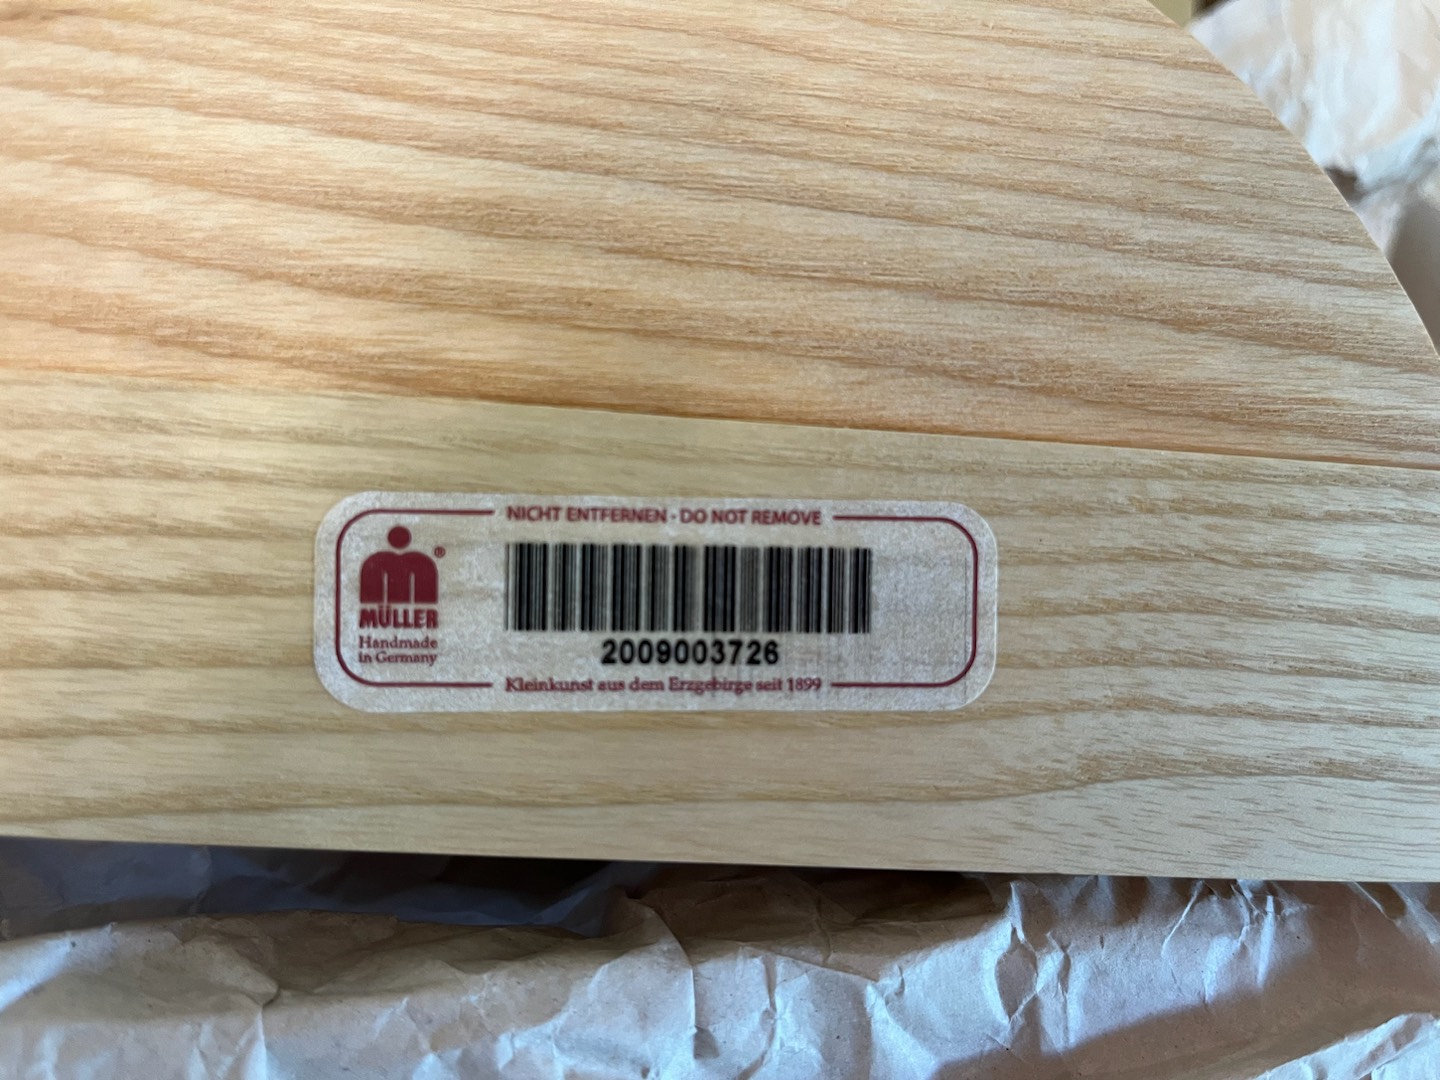 NICHT ENTFERNEN - DO NOT REMOVE
®
MÜLLER
Handmade
in Germany
2009003726
Kleinkunst aus dem Erzgebirge seit 1899